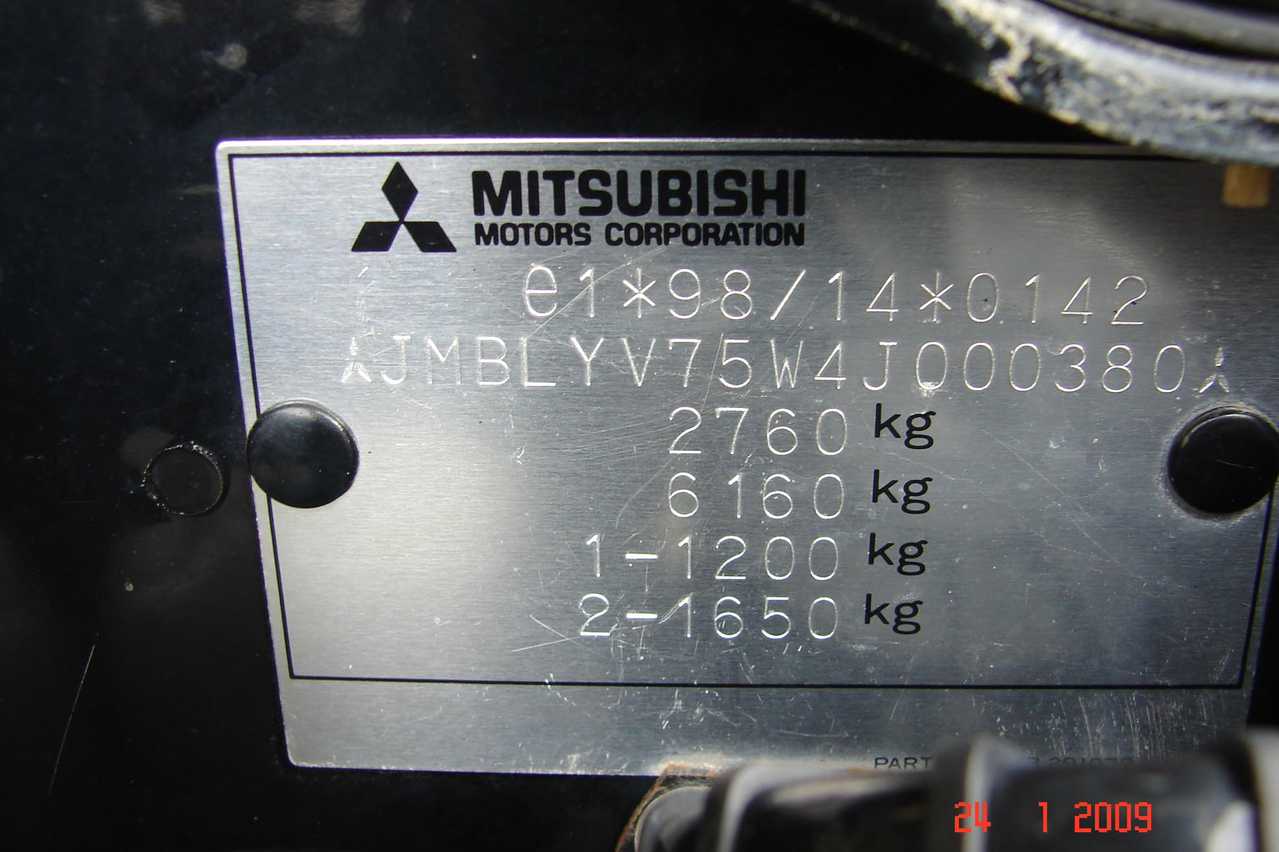 MITSUBISHI
MOTORS CORPORATION
e1*98/14*0142
JMBLYV75W4J000380
2760 kg
6160 kg
1-1200 kg
2-1650 kg
PART
24 1 2009